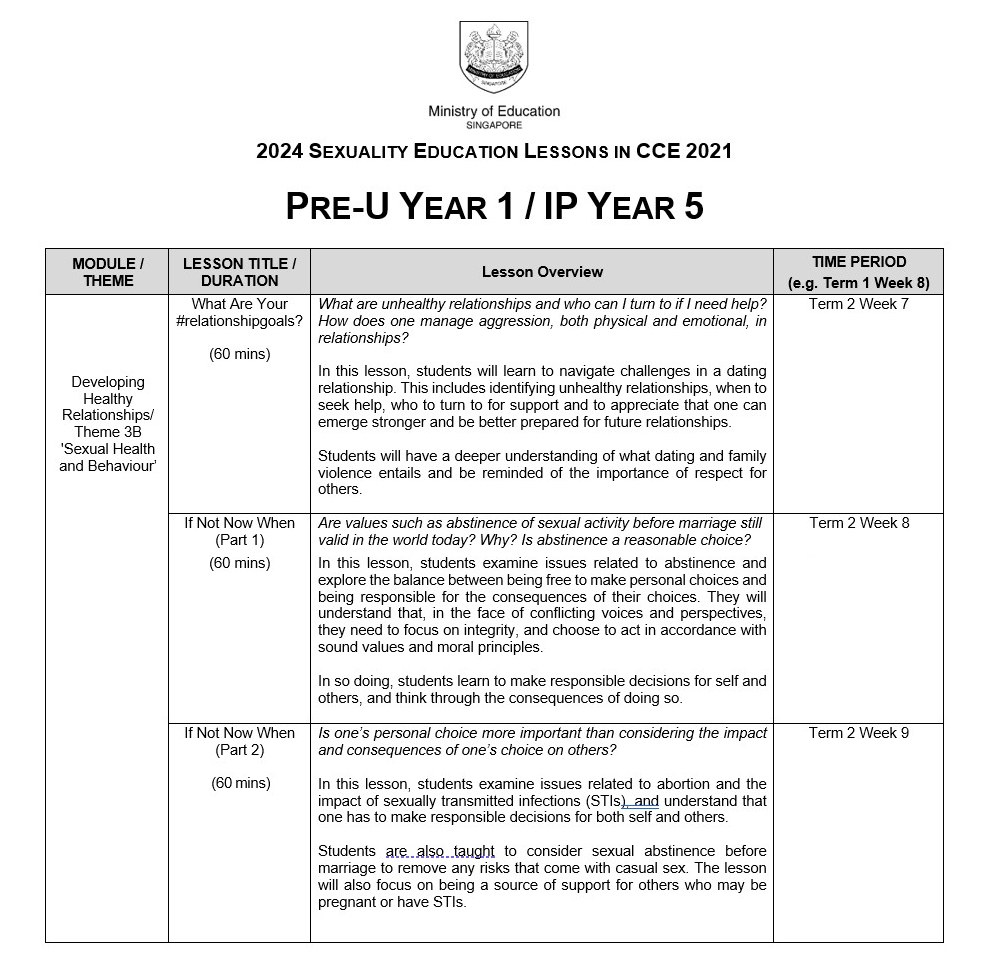 MINISTRY OF EDUCATION
SINGAPORE
Ministry of Education
SINGAPORE
2024 SEXUALITY EDUCATION LESSONS IN CCE 2021
PRE-U YEAR 1 / IP YEAR 5
MODULE /
THEME
LESSON TITLE /
DURATION
Lesson Overview
TIME PERIOD
(e.g. Term 1 Week 8)
Developing
Healthy
Relationships/
Theme 3B
'Sexual Health
and Behaviour'
What Are Your
#relationshipgoals?
(60 mins)
What are unhealthy relationships and who can I turn to if I need help?
How does one manage aggression, both physical and emotional, in
relationships?
In this lesson, students will learn to navigate challenges in a dating
relationship. This includes identifying unhealthy relationships, when to
seek help, who to turn to for support and to appreciate that one can
emerge stronger and be better prepared for future relationships.
Students will have a deeper understanding of what dating and family
violence entails and be reminded of the importance of respect for
others.
Term 2 Week 7
If Not Now When
(Part 1)
(60 mins)
Are values such as abstinence of sexual activity before marriage still
valid in the world today? Why? Is abstinence a reasonable choice?
In this lesson, students examine issues related to abstinence and
explore the balance between being free to make personal choices and
being responsible for the consequences of their choices. They will
understand that, in the face of conflicting voices and perspectives,
they need to focus on integrity, and choose to act in accordance with
sound values and moral principles.
In so doing, students learn to make responsible decisions for self and
others, and think through the consequences of doing so.
Term 2 Week 8
If Not Now When
(Part 2)
(60 mins)
Is one's personal choice more important than considering the impact
and consequences of one's choice on others?
In this lesson, students examine issues related to abortion and the
impact of sexually transmitted infections (STIs), and understand that
one has to make responsible decisions for both self and others.
Students are also taught to consider sexual abstinence before
marriage to remove any risks that come with casual sex. The lesson
will also focus on being a source of support for others who may be
pregnant or have STIs.
Term 2 Week 9